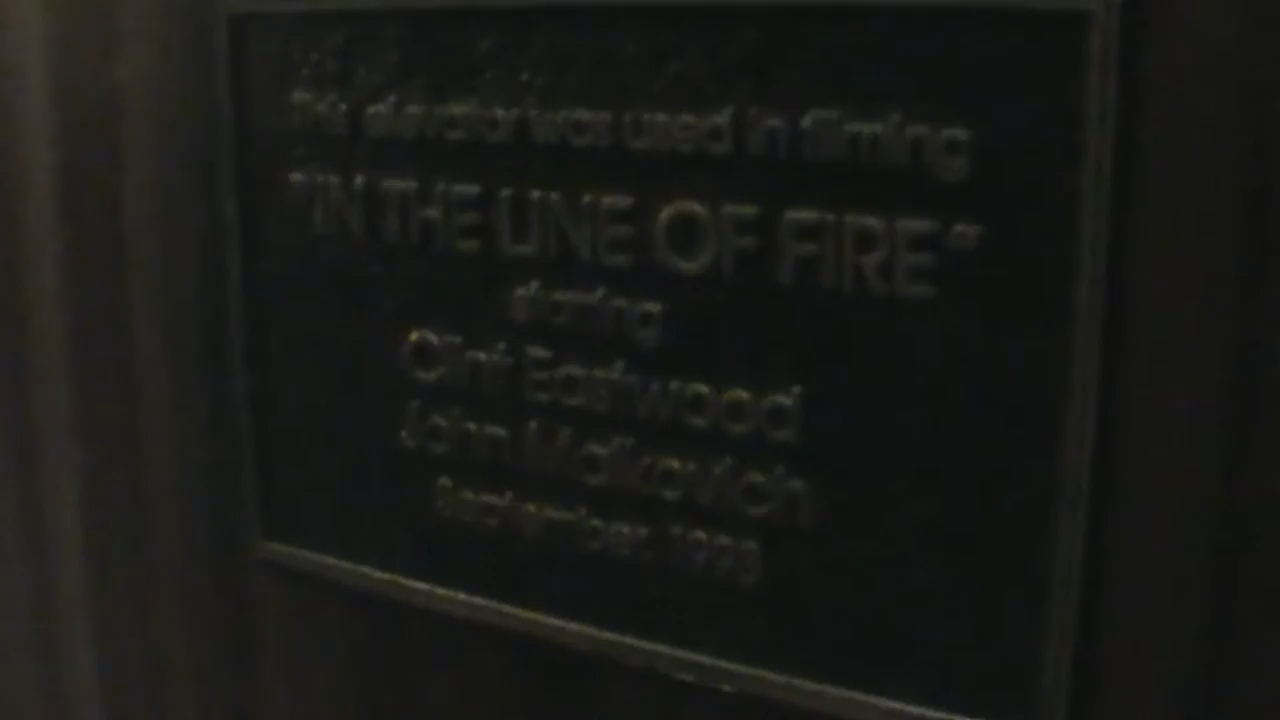 This elevator was used in filming
"IN THE LINE OF FIRE"
starring
Clint Eastwood
John Malkovich
September